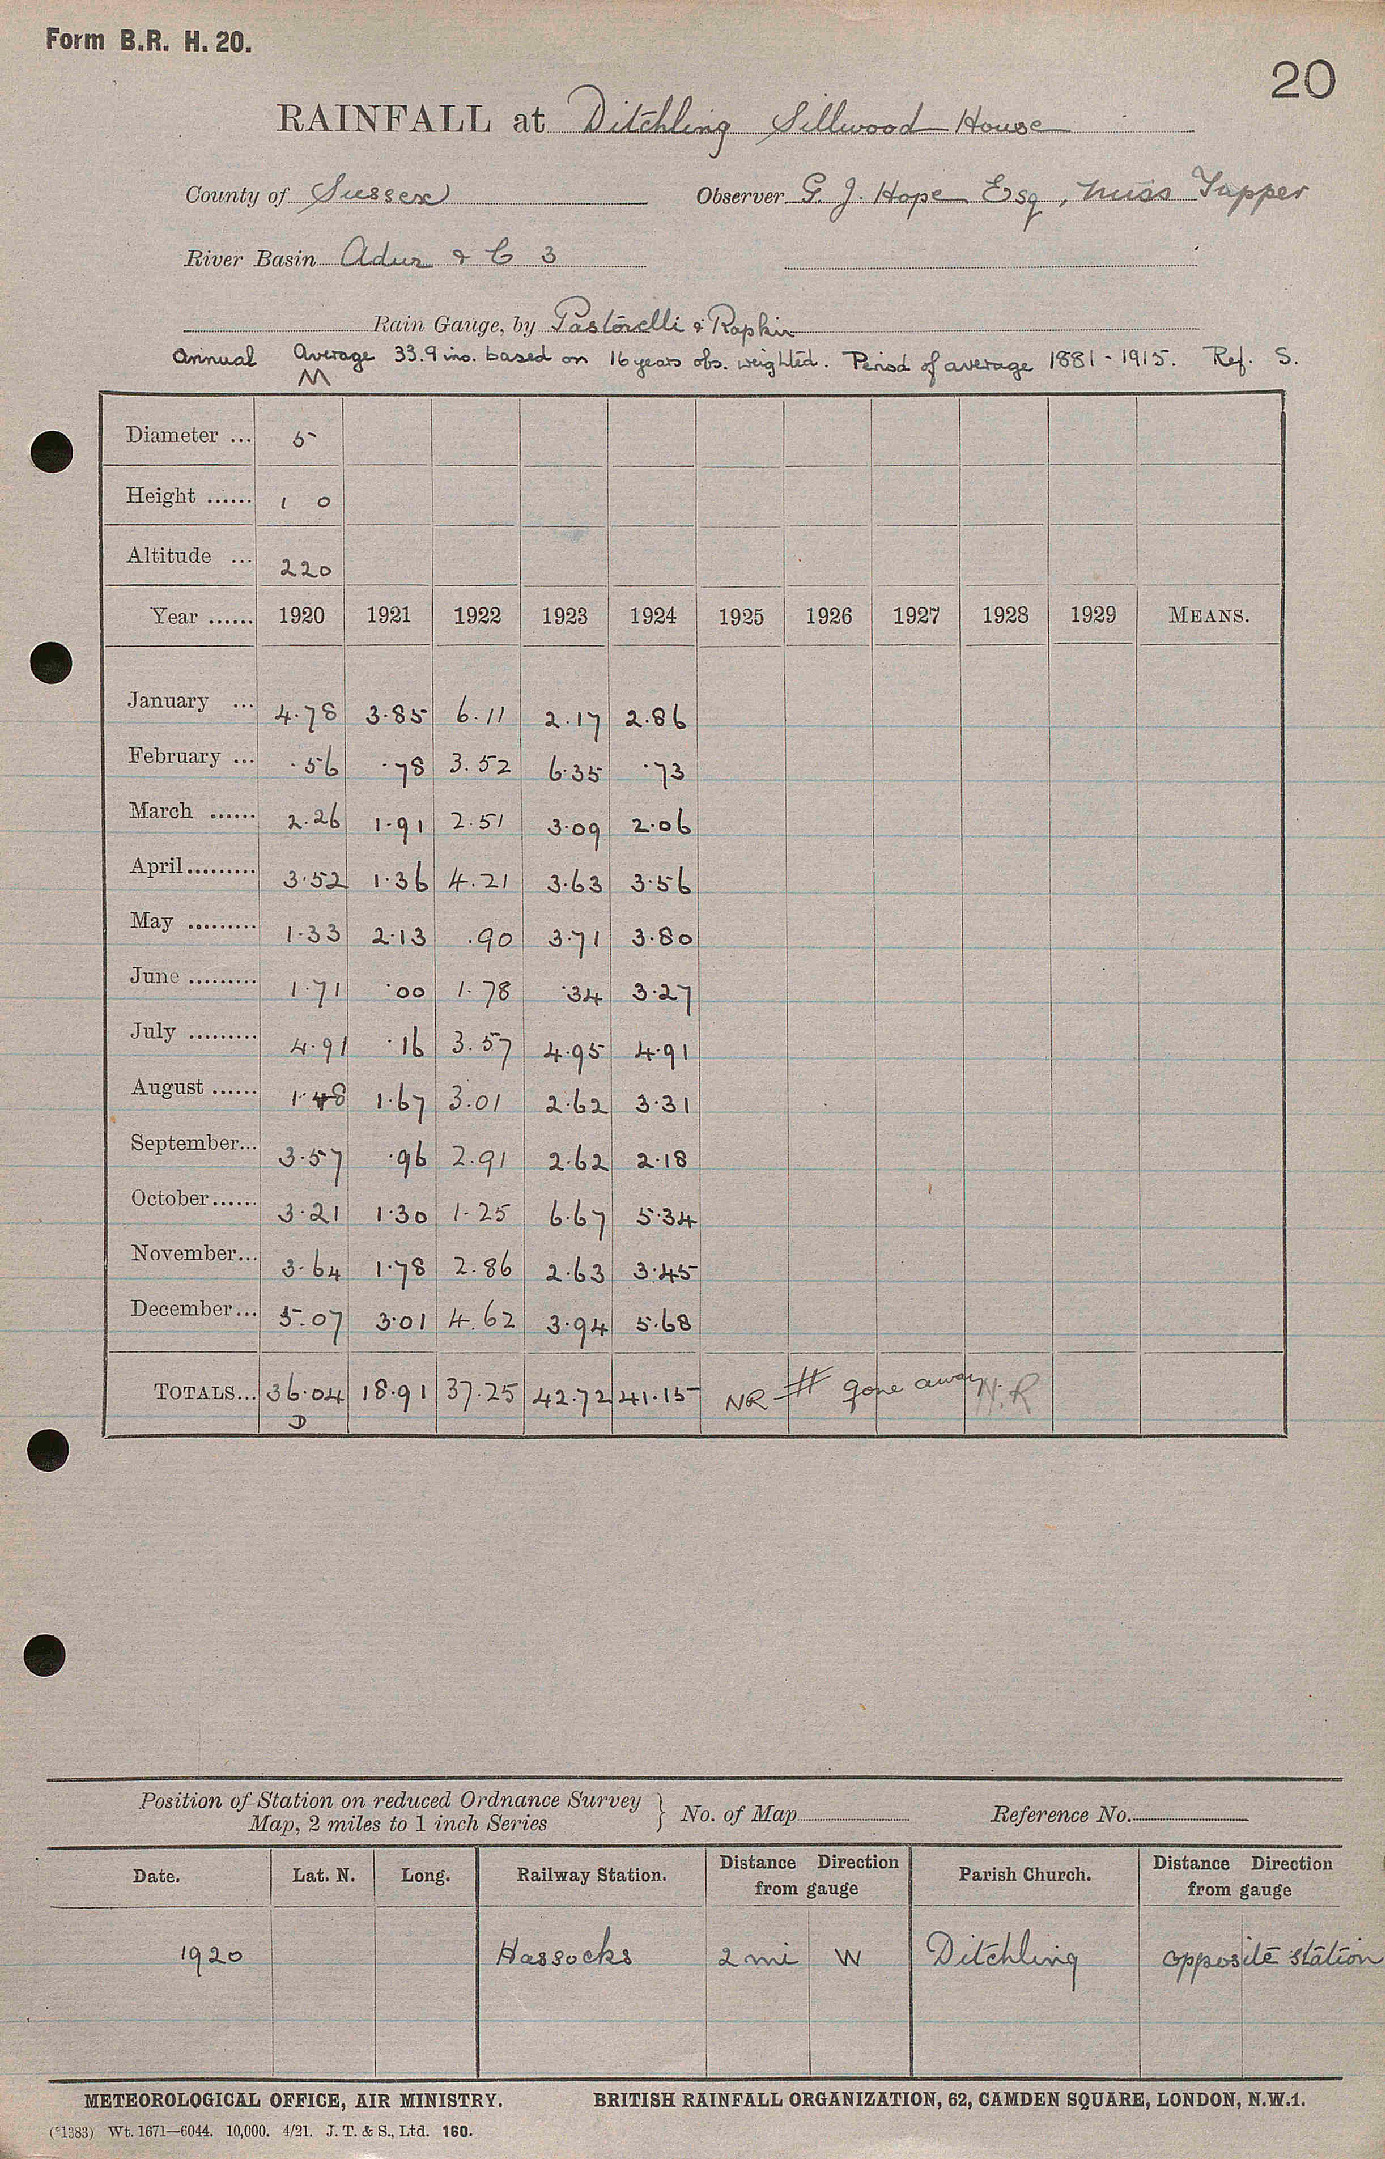 Form B.R. H. 20.
20
RAINFALL at Ditchling Sillwood House
County of Sussex Observer G. J. Hope Esq, Miss Tapper
River Basin Adur & C 3
Rain Gauge, by Pastorelli & Rapkin
Annual Average 33.9 ins. based on 16 years obs. weighted. Period of average 1881-1915. Ref. S.
M
Diameter ... 5
Height ...... 1 0
Altitude ... 220
Year ...... 1920 1921 1922 1923 1924 1925 1926 1927 1928 1929 MEANS.
January ... 4.78 3.85 6.11 2.17 2.86
February ... .56 .78 3.52 6.35 .73
March ...... 2.26 1.91 2.51 3.09 2.06
April ......... 3.52 1.36 4.21 3.63 3.56
May ......... 1.33 2.13 .90 3.71 3.80
June ......... 1.71 .00 1.78 .34 3.27
July ......... 4.91 .16 3.57 4.95 4.91
August ...... 1.48 1.67 3.01 2.62 3.31
September... 3.57 .96 2.91 2.62 2.18
October...... 3.21 1.30 1.25 6.67 5.34
November... 3.64 1.78 2.86 2.63 3.45
December... 5.07 3.01 4.62 3.94 5.68
TOTALS... 36.04 18.91 37.25 42.72 41.15 NR # gone away N.R
D
Position of Station on reduced Ordnance Survey
Map, 2 miles to 1 inch Series } No. of Map Reference No.
Date. Lat. N. Long. Railway Station. Distance Direction from gauge Parish Church. Distance Direction from gauge
1920 Hassocks 2 mi W Ditchling opposite station
METEOROLOGICAL OFFICE, AIR MINISTRY. BRITISH RAINFALL ORGANIZATION, 62, CAMDEN SQUARE, LONDON, N.W.1.
(*1383) Wt. 1671—6044. 10,000. 4/21. J. T. & S., Ltd. 160.